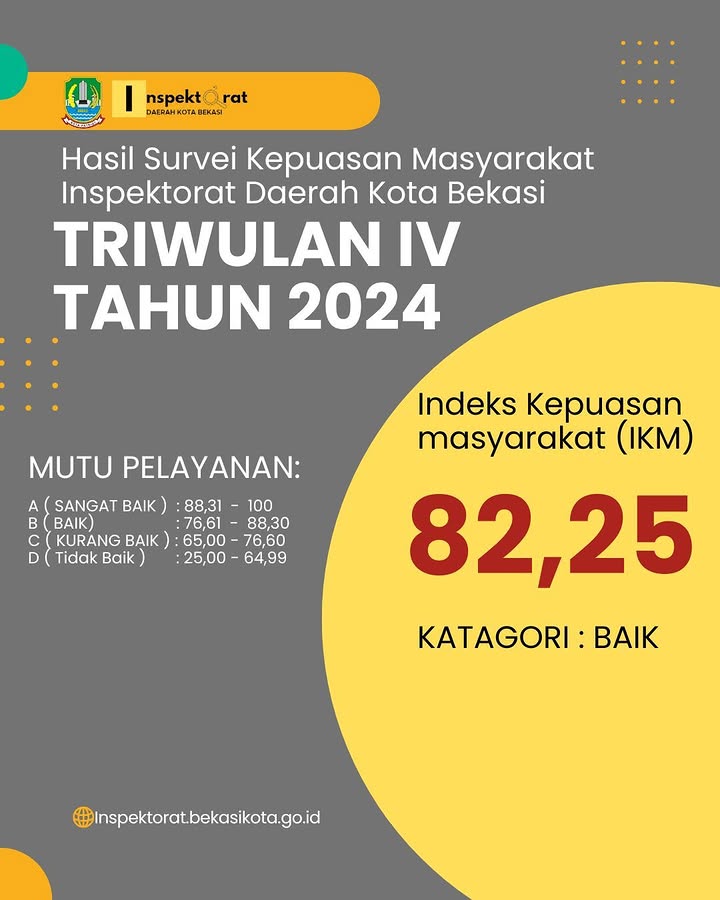 Inspektorat
DAERAH KOTA BEKASI
Hasil Survei Kepuasan Masyarakat
Inspektorat Daerah Kota Bekasi
TRIWULAN IV
TAHUN 2024
Indeks Kepuasan
masyarakat (IKM)
82,25
KATAGORI : BAIK
MUTU PELAYANAN:
A ( SANGAT BAIK ) : 88,31 - 100
B ( BAIK) : 76,61 - 88,30
C ( KURANG BAIK ) : 65,00 - 76,60
D ( Tidak Baik ) : 25,00 - 64,99
Inspektorat.bekasikota.go.id